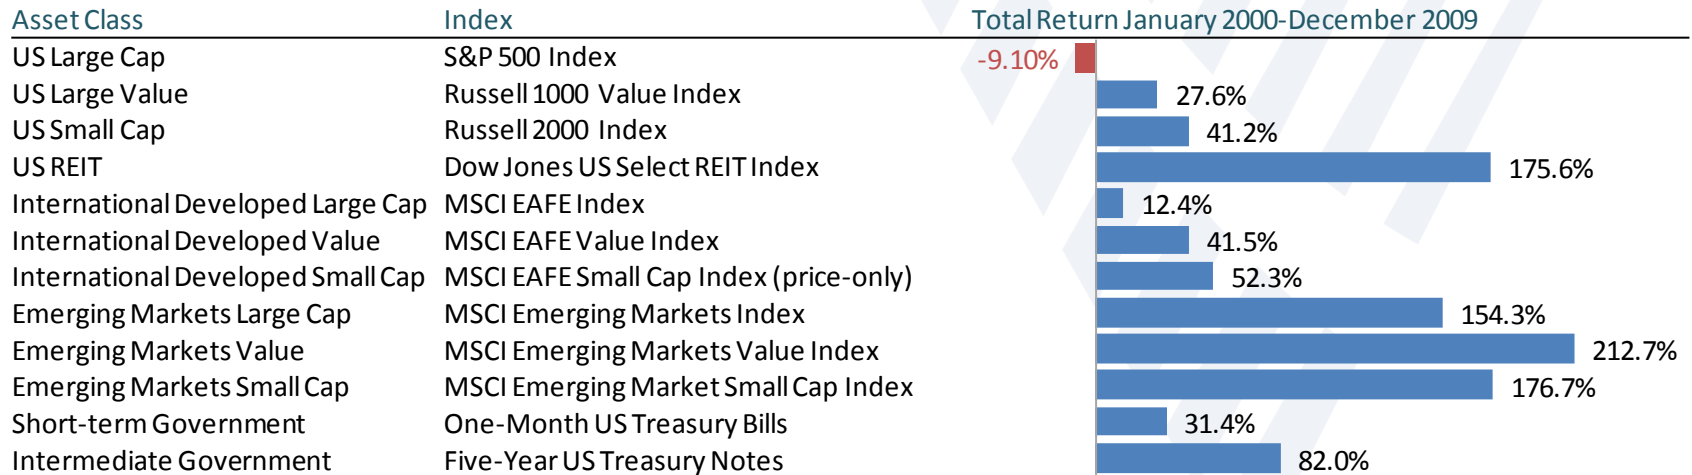 Asset Class Index Total Return January 2000-December 2009
US Large Cap S&P 500 Index -9.10%
US Large Value Russell 1000 Value Index 27.6%
US Small Cap Russell 2000 Index 41.2%
US REIT Dow Jones US Select REIT Index 175.6%
International Developed Large Cap MSCI EAFE Index 12.4%
International Developed Value MSCI EAFE Value Index 41.5%
International Developed Small Cap MSCI EAFE Small Cap Index (price-only) 52.3%
Emerging Markets Large Cap MSCI Emerging Markets Index 154.3%
Emerging Markets Value MSCI Emerging Markets Value Index 212.7%
Emerging Markets Small Cap MSCI Emerging Market Small Cap Index 176.7%
Short-term Government One-Month US Treasury Bills 31.4%
Intermediate Government Five-Year US Treasury Notes 82.0%